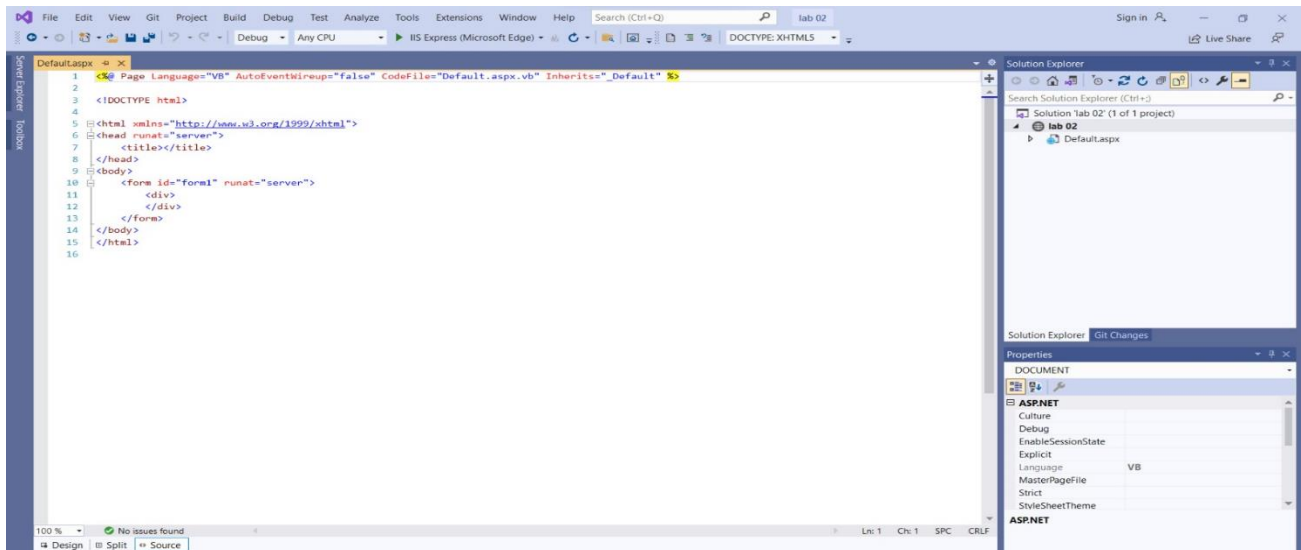 File Edit View Git Project Build Debug Test Analyze Tools Extensions Window Help Search (Ctrl+Q) lab 02 Sign in
Debug Any CPU IIS Express (Microsoft Edge) DOCTYPE: XHTML5 Live Share
Server Explorer
Toolbox
Default.aspx
1 <%@ Page Language="VB" AutoEventWireup="false" CodeFile="Default.aspx.vb" Inherits="_Default" %>
2
3 <!DOCTYPE html>
4
5 <html xmlns="http://www.w3.org/1999/xhtml">
6 <head runat="server">
7 <title></title>
8 </head>
9 <body>
10 <form id="form1" runat="server">
11 <div>
12 </div>
13 </form>
14 </body>
15 </html>
16
100 % No issues found Ln: 1 Ch: 1 SPC CRLF
Design Split Source
Solution Explorer
Search Solution Explorer (Ctrl+;)
Solution 'lab 02' (1 of 1 project)
lab 02
Default.aspx
Solution Explorer Git Changes
Properties
DOCUMENT
ASP.NET
Culture
Debug
EnableSessionState
Explicit
Language VB
MasterPageFile
Strict
StyleSheetTheme
ASP.NET